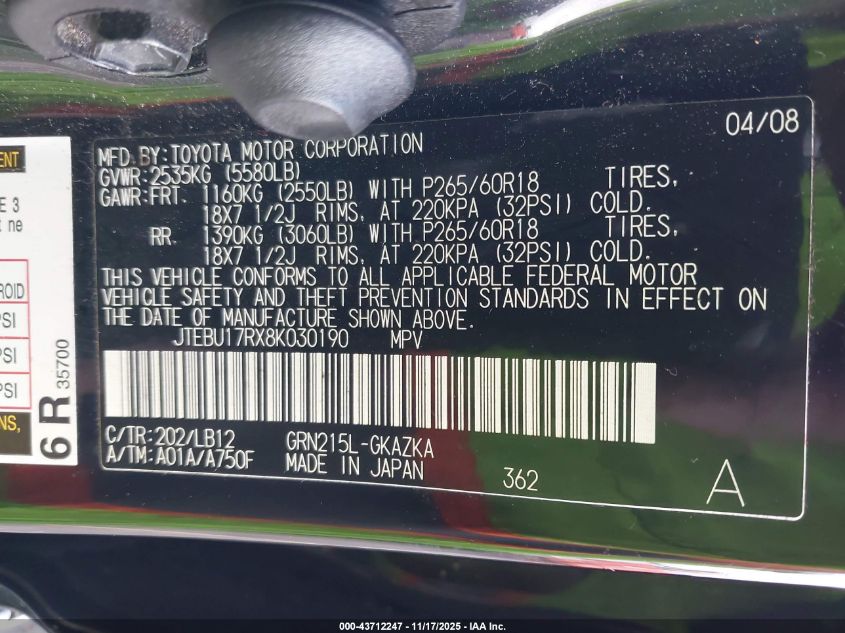 04/08
MFD.BY:TOYOTA MOTOR CORPORATION
GVWR:2535KG (5580LB)
GAWR:FRT. 1160KG (2550LB) WITH P265/60R18 TIRES,
18X7 1/2J RIMS, AT 220KPA (32PSI) COLD.
RR 1390KG (3060LB) WITH P265/60R18 TIRES,
18X7 1/2J RIMS, AT 220KPA (32PSI) COLD.
THIS VEHICLE CONFORMS TO ALL APPLICABLE FEDERAL MOTOR
VEHICLE SAFETY AND THEFT PREVENTION STANDARDS IN EFFECT ON
THE DATE OF MANUFACTURE SHOWN ABOVE.
JTEBU17RX8K030190 MPV
C/TR:202/LB12 GRN215L-GKAZKA
A/TM:A01A/A750F MADE IN JAPAN
362
A
E 3
t ne
PSI
PSI
6R 35700
000-43712247 - 11/17/2025 - IAA Inc.